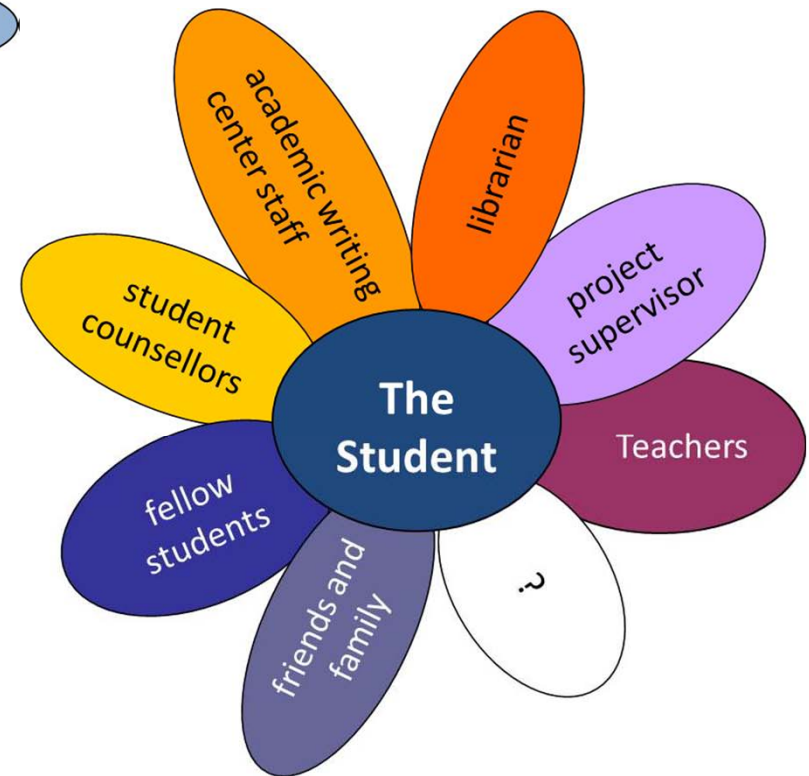 The
Student
academic writing
center staff
librarian
project
supervisor
Teachers
?
friends and
family
fellow
students
student
counsellors